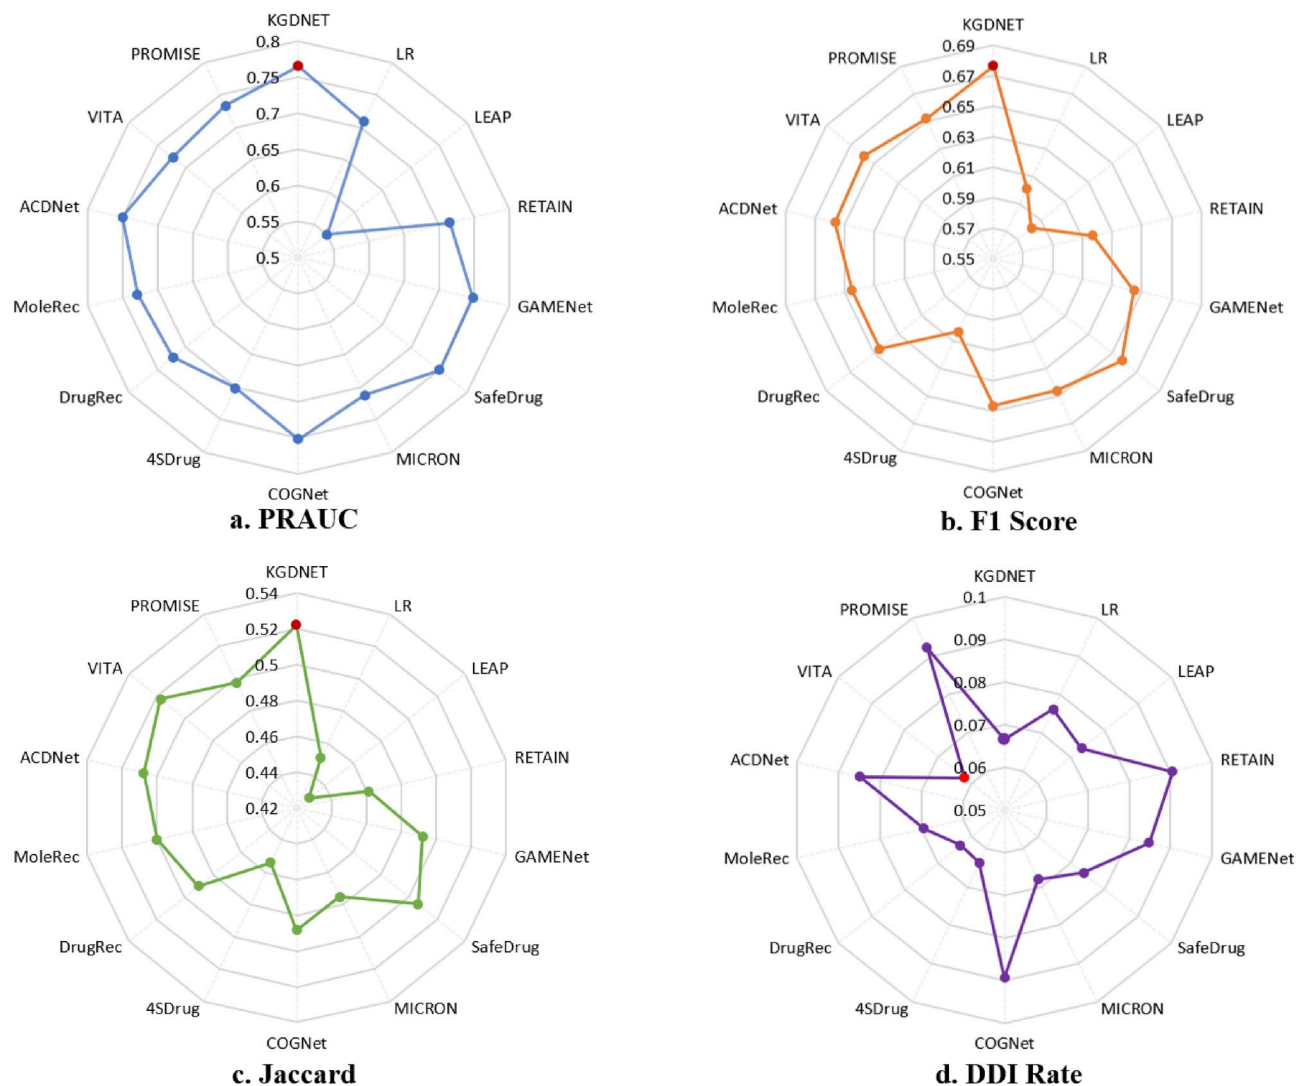 KGDNET
0.8
PROMISE
LR
0.75
VITA
0.7
LEAP
0.65
0.6
ACDNet
RETAIN
0.55
0.5
MoleRec
GAMENet
DrugRec
SafeDrug
4SDrug
MICRON
COGNet
a. PRAUC
KGDNET
0.69
PROMISE
LR
0.67
VITA
0.65
LEAP
0.63
0.61
ACDNet
RETAIN
0.59
0.57
0.55
MoleRec
GAMENet
DrugRec
SafeDrug
4SDrug
MICRON
COGNet
b. F1 Score
KGDNET
0.54
PROMISE
LR
0.52
VITA
0.5
LEAP
0.48
0.46
ACDNet
RETAIN
0.44
0.42
MoleRec
GAMENet
DrugRec
SafeDrug
4SDrug
MICRON
COGNet
c. Jaccard
KGDNET
0.1
PROMISE
LR
0.09
VITA
LEAP
0.08
0.07
ACDNet
RETAIN
0.06
0.05
MoleRec
GAMENet
DrugRec
SafeDrug
4SDrug
MICRON
COGNet
d. DDI Rate